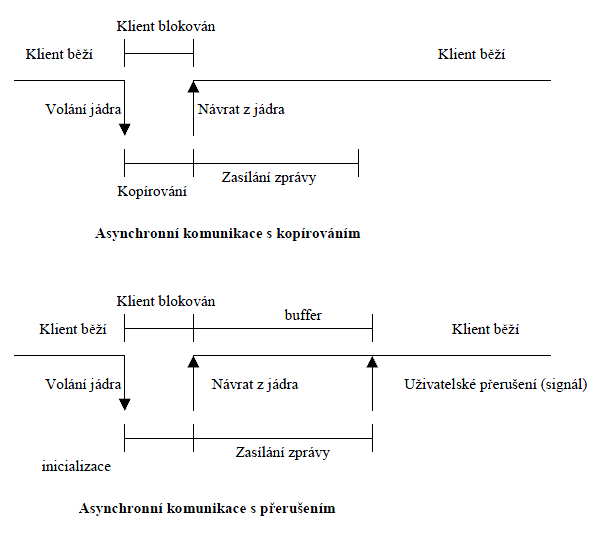 Klient blokován
Klient běží
Klient běží
Volání jádra
Návrat z jádra
Zasílání zprávy
Kopírování
Asynchronní komunikace s kopírováním
Klient blokován
buffer
Klient běží
Klient běží
Volání jádra
Návrat z jádra
Uživatelské přerušení (signál)
Zasílání zprávy
inicializace
Asynchronní komunikace s přerušením